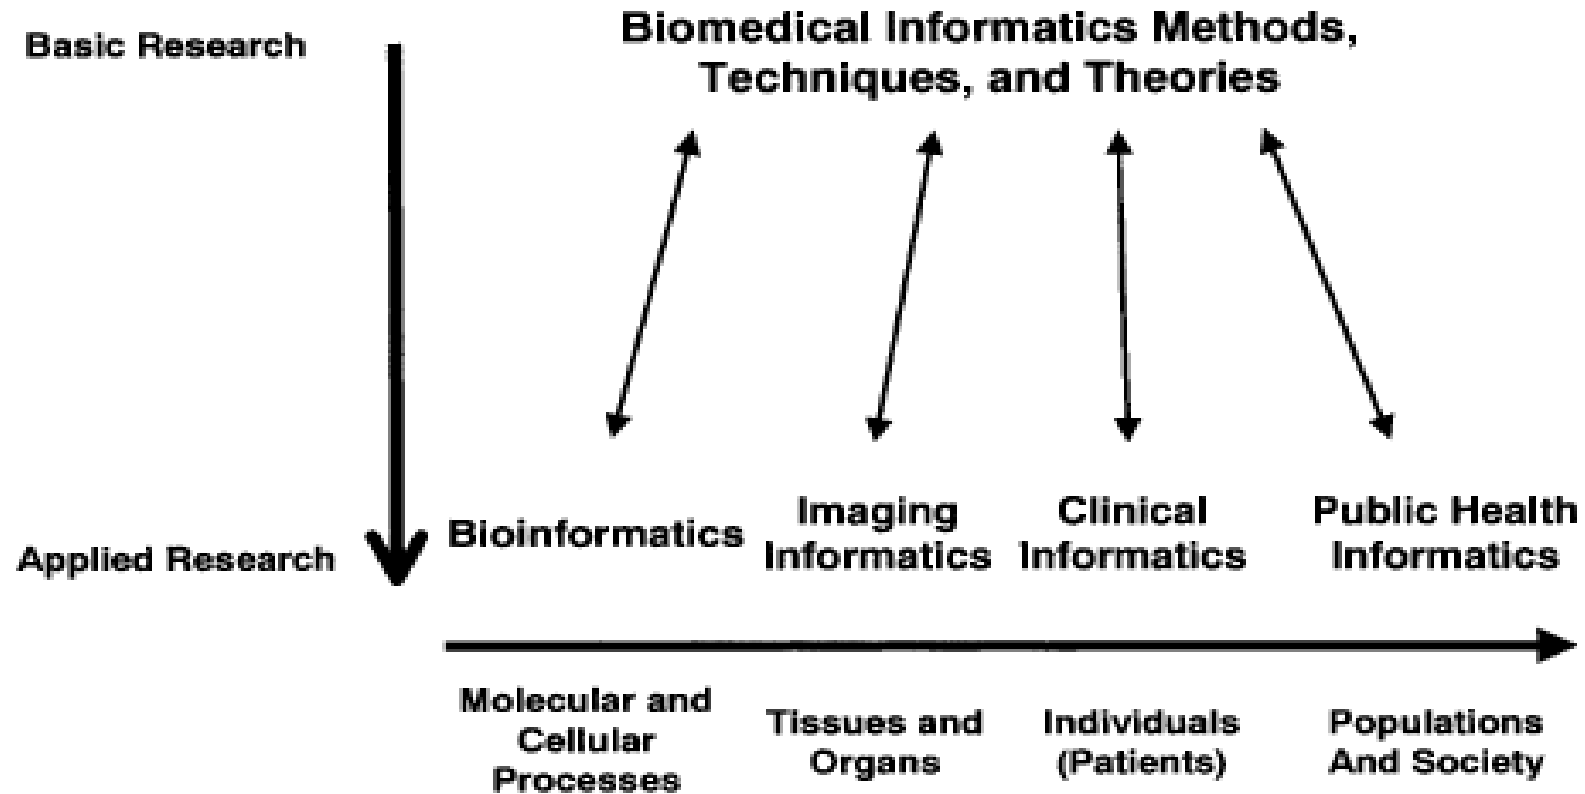 Basic Research
Biomedical Informatics Methods,
Techniques, and Theories
Applied Research
Bioinformatics
Imaging
Informatics
Clinical
Informatics
Public Health
Informatics
Molecular and
Cellular
Processes
Tissues and
Organs
Individuals
(Patients)
Populations
And Society